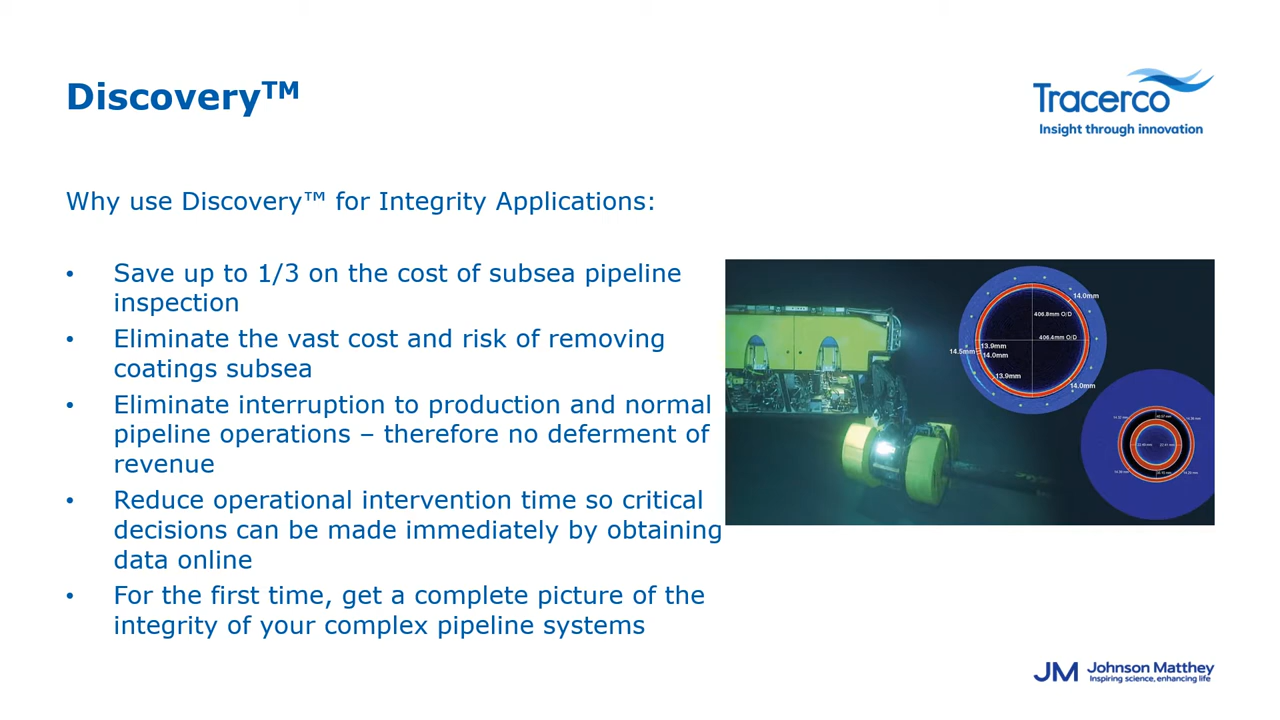 Discovery™
Tracerco
Insight through innovation
Why use Discovery™ for Integrity Applications:
• Save up to 1/3 on the cost of subsea pipeline
inspection
• Eliminate the vast cost and risk of removing
coatings subsea
• Eliminate interruption to production and normal
pipeline operations – therefore no deferment of
revenue
• Reduce operational intervention time so critical
decisions can be made immediately by obtaining
data online
• For the first time, get a complete picture of the
integrity of your complex pipeline systems
14.0mm
406.8mm O/D
406.4mm O/D
13.9mm
14.5mm
14.0mm
13.9mm
14.0mm
JM Johnson Matthey
Inspiring science, enhancing life